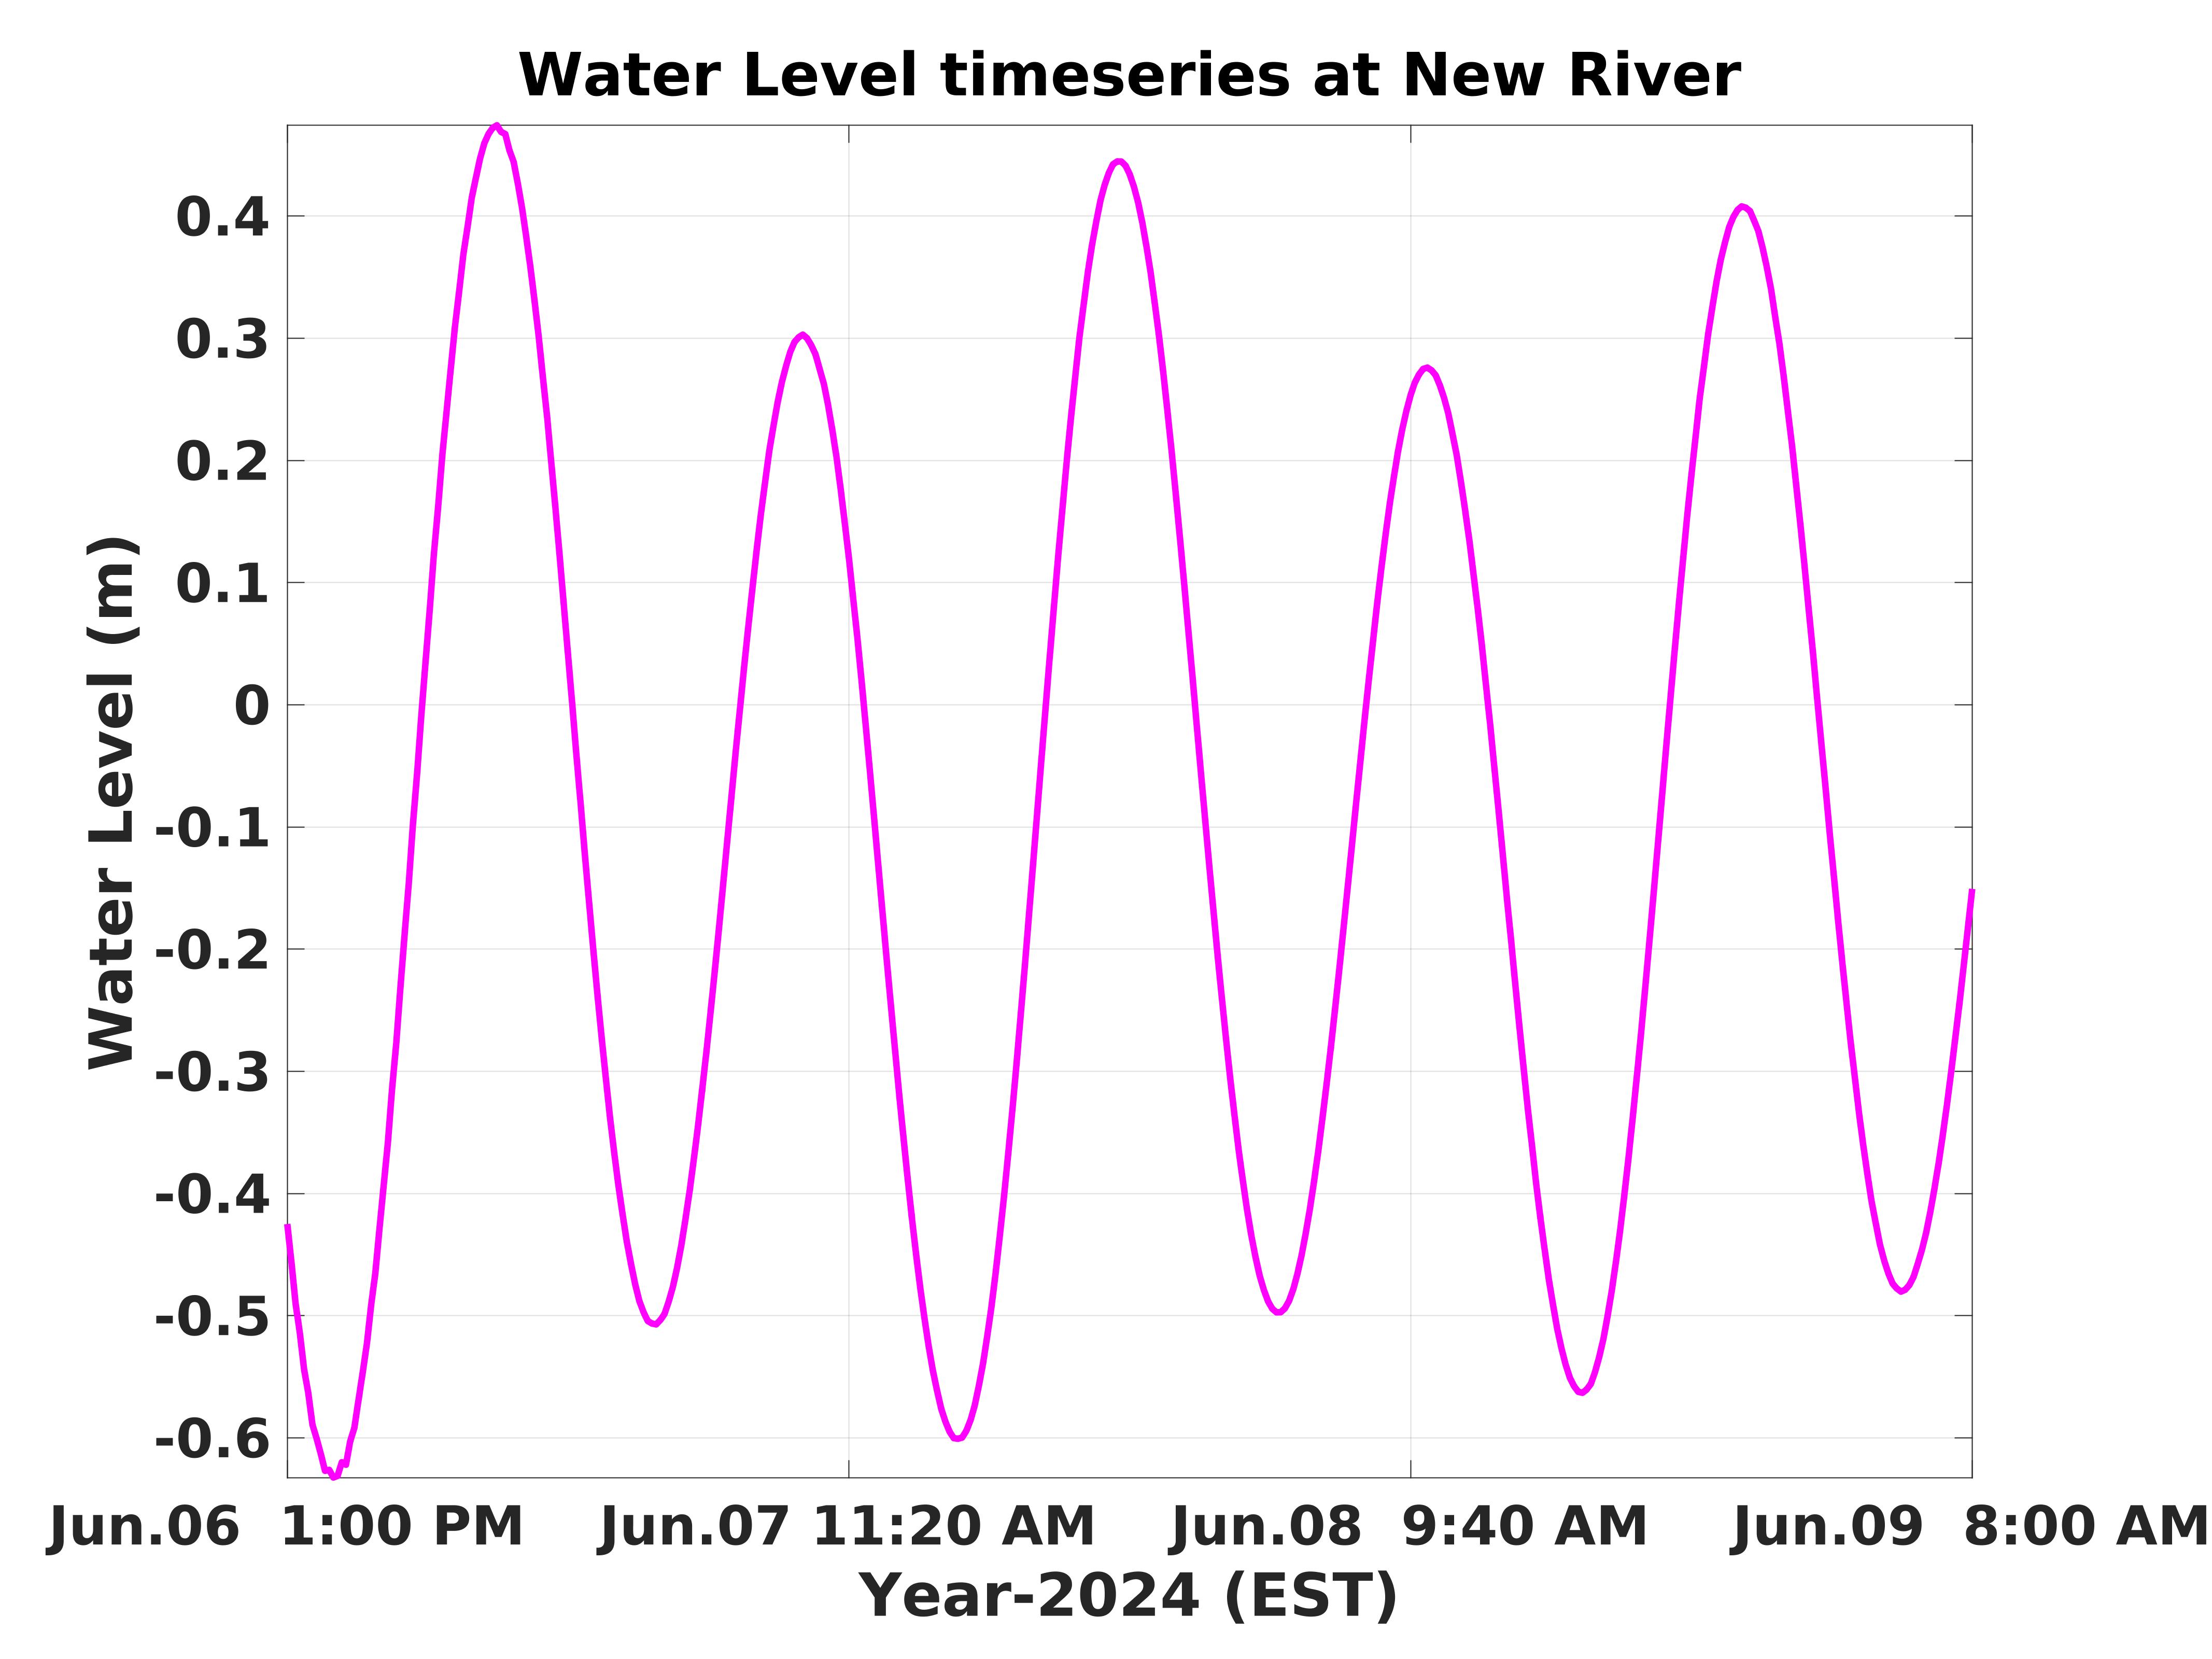 Water Level timeseries at New River
0.4
0.3
0.2
0.1
0
-0.1
-0.2
-0.3
-0.4
-0.5
-0.6
Water Level (m)
Jun.06 1:00 PM
Jun.07 11:20 AM
Jun.08 9:40 AM
Jun.09 8:00 AM
Year-2024 (EST)